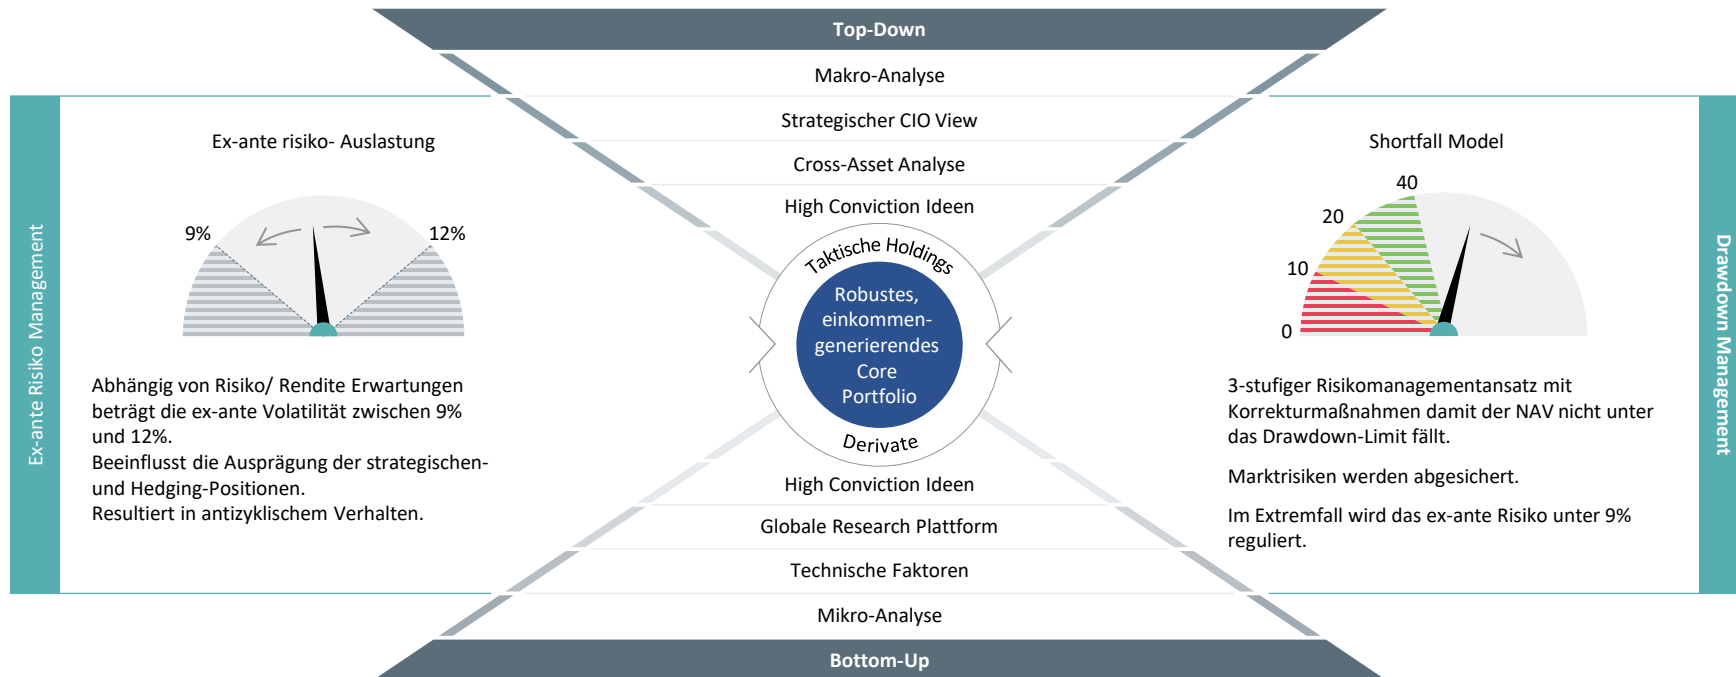 Top-Down
Makro-Analyse
Strategischer CIO View
Cross-Asset Analyse
High Conviction Ideen
Ex-ante Risiko Management
Ex-ante risiko- Auslastung
9%
12%
Abhängig von Risiko/ Rendite Erwartungen
beträgt die ex-ante Volatilität zwischen 9%
und 12%.
Beeinflusst die Ausprägung der strategischen-
und Hedging-Positionen.
Resultiert in antizyklischem Verhalten.
Taktische Holdings
Robustes,
einkommen-
generierendes
Core
Portfolio
Derivate
High Conviction Ideen
Globale Research Plattform
Technische Faktoren
Mikro-Analyse
Bottom-Up
Shortfall Model
40
20
10
0
3-stufiger Risikomanagementansatz mit
Korrekturmaßnahmen damit der NAV nicht unter
das Drawdown-Limit fällt.
Marktrisiken werden abgesichert.
Im Extremfall wird das ex-ante Risiko unter 9%
reguliert.
Drawdown Management